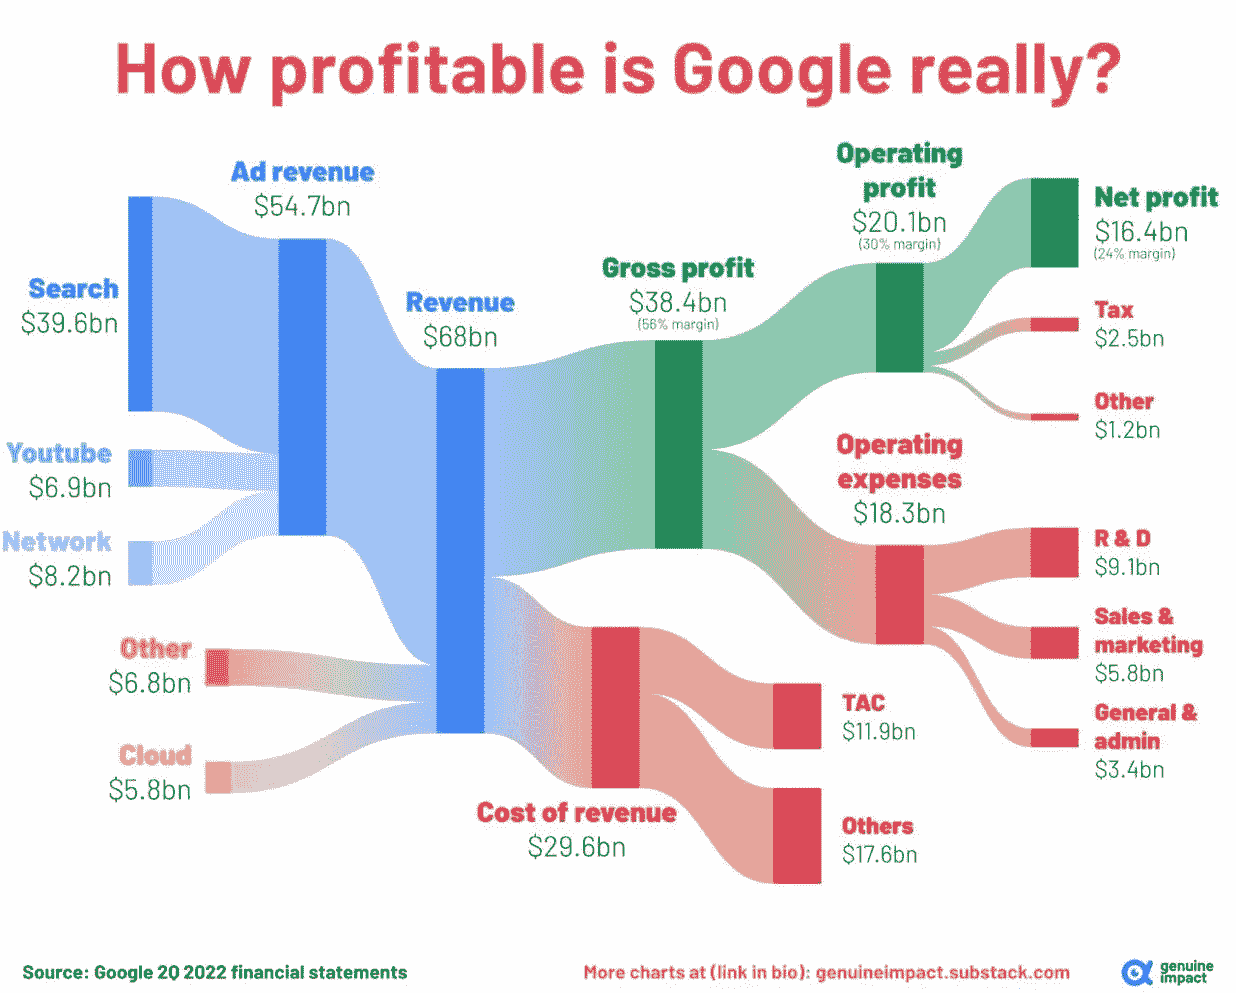 How profitable is Google really?
Ad revenue
$54.7bn
Search
$39.6bn
Youtube
$6.9bn
Network
$8.2bn
Other
$6.8bn
Cloud
$5.8bn
Revenue
$68bn
Gross profit
$38.4bn
(56% margin)
Cost of revenue
$29.6bn
Operating
profit
$20.1bn
(30% margin)
Operating
expenses
$18.3bn
TAC
$11.9bn
Others
$17.6bn
Net profit
$16.4bn
(24% margin)
Tax
$2.5bn
Other
$1.2bn
R & D
$9.1bn
Sales &
marketing
$5.8bn
General &
admin
$3.4bn
Source: Google 2Q 2022 financial statements
More charts at (link in bio): genuineimpact.substack.com
genuine
impact